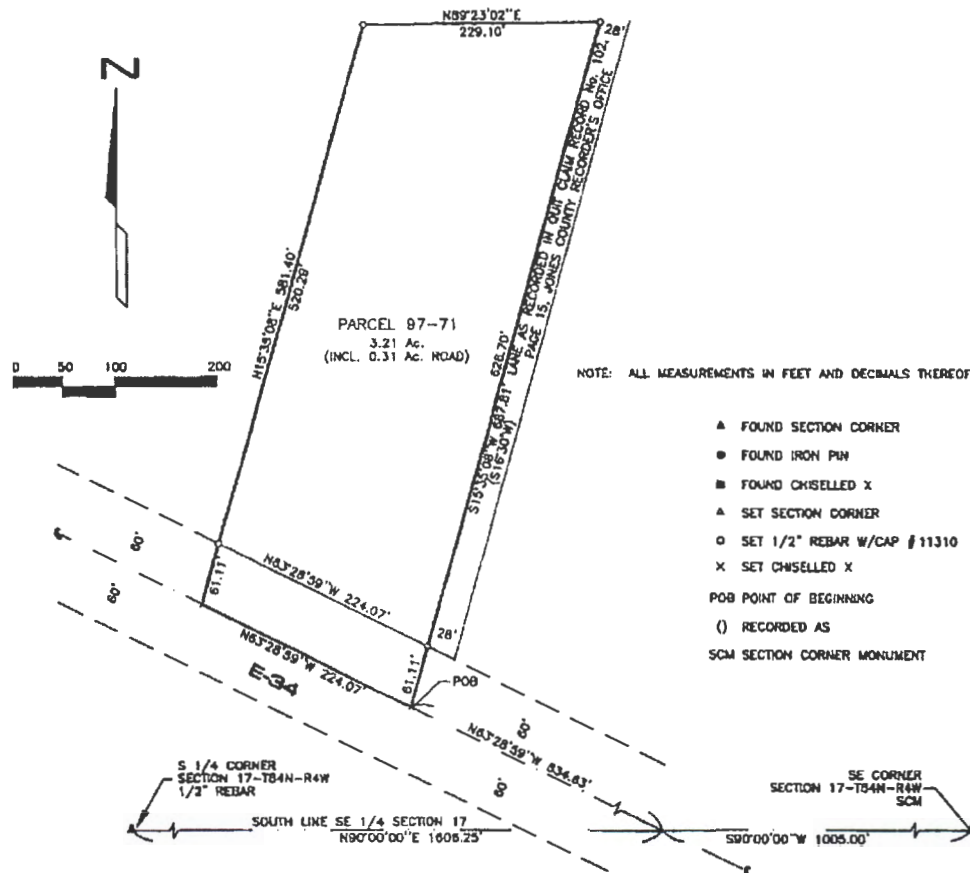 N89°23'02"E
229.10'
28'
Z
LANE AS RECORDED IN QUIT CLAIM RECORD No. 102,
PAGE 15, JONES COUNTY RECORDER'S OFFICE
N15°35'08"E 581.40'
520.29'
626.70'
S15°35'08"W 687.81'
(S16°30'W)
PARCEL 97-71
3.21 Ac.
(INCL. 0.31 Ac. ROAD)
0 50 100 200
NOTE: ALL MEASUREMENTS IN FEET AND DECIMALS THEREOF
▲ FOUND SECTION CORNER
● FOUND IRON PIN
■ FOUND CHISELLED X
△ SET SECTION CORNER
○ SET 1/2" REBAR W/CAP #11310
× SET CHISELLED X
POB POINT OF BEGINNING
() RECORDED AS
SCM SECTION CORNER MONUMENT
60'
60'
61.11'
N63°28'59"W 224.07'
28'
N63°28'59"W 224.07'
61.11'
POB
E-34
60'
N63°28'59"W 834.63'
60'
S 1/4 CORNER
SECTION 17-T84N-R4W
1/2" REBAR
SE CORNER
SECTION 17-T84N-R4W
SCM
SOUTH LINE SE 1/4 SECTION 17
N90°00'00"E 1606.25'
S90°00'00"W 1005.00'